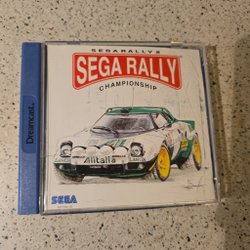 SEGA RALLY 2
SEGA RALLY
CHAMPIONSHIP
Dreamcast.
Alitalia
SEGA